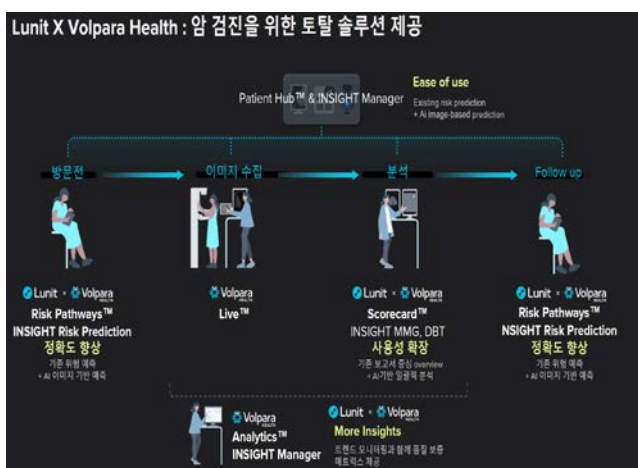 Lunit X Volpara Health : 암 검진을 위한 토탈 솔루션 제공
Patient Hub™ & INSIGHT Manager
Ease of use
Existing risk prediction
+ Ai image-based prediction
방문전
이미지 수집
분석
Follow up
Lunit × Volpara HEALTH
Risk Pathways™
INSIGHT Risk Prediction
정확도 향상
기존 위험 예측
+ AI 이미지 기반 예측
Volpara HEALTH
Live™
Lunit × Volpara HEALTH
Scorecard™
INSIGHT MMG, DBT
사용성 확장
기존 보고서 중심 overview
+ AI기반 일괄적 분석
Lunit × Volpara HEALTH
Risk Pathways™
NSIGHT Risk Prediction
정확도 향상
기존 위험 예측
+ AI 이미지 기반 예측
Volpara HEALTH
Analytics™
INSIGHT Manager
Lunit × Volpara HEALTH
More Insights
트렌드 모니터링과 함께 품질 보증
매트릭스 제공